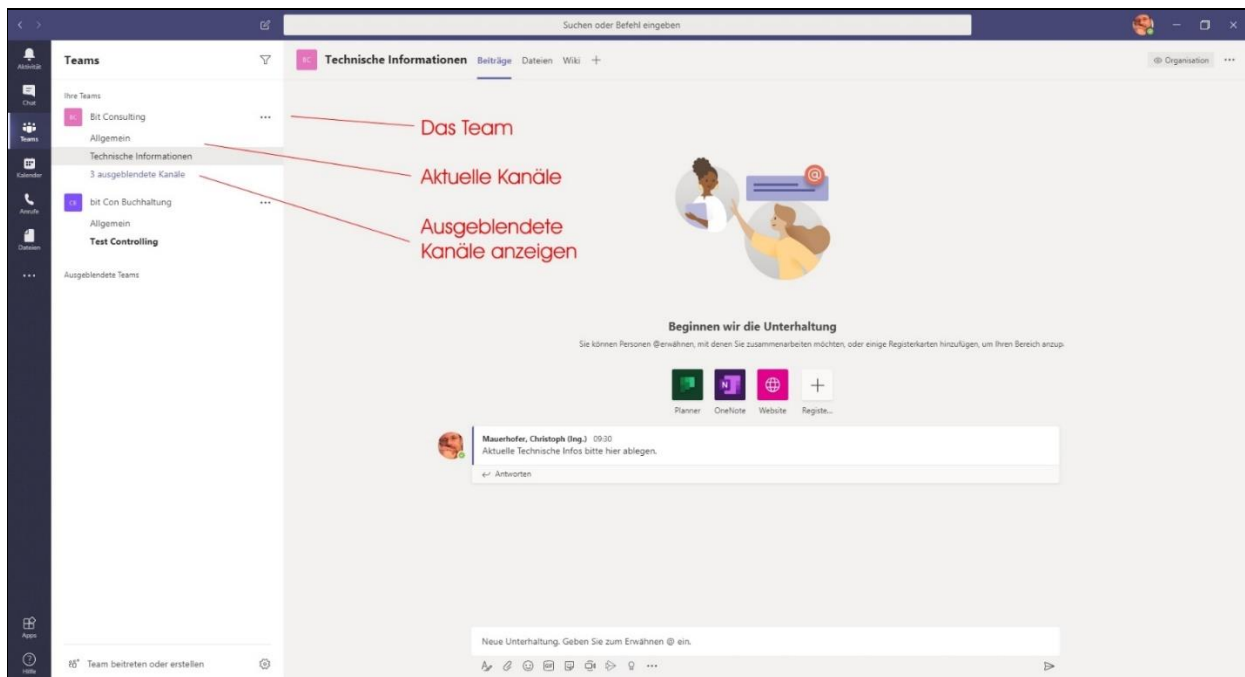 Suchen oder Befehl eingeben
Aktivität
Chat
Teams
Kalender
Anrufe
Dateien
Apps
Hilfe
Teams
Ihre Teams
BC Bit Consulting
Allgemein
Technische Informationen
3 ausgeblendete Kanäle
bit Con Buchhaltung
Allgemein
Test Controlling
Ausgeblendete Teams
Team beitreten oder erstellen
BC Technische Informationen Beiträge Dateien Wiki
Organisation
Das Team
Aktuelle Kanäle
Ausgeblendete
Kanäle anzeigen
Beginnen wir die Unterhaltung
Sie können Personen @erwähnen, mit denen Sie zusammenarbeiten möchten, oder einige Registerkarten hinzufügen, um Ihren Bereich anzup
Planner OneNote Website Registe...
Mauerhofer, Christoph (Ing.) 09:30
Aktuelle Technische Infos bitte hier ablegen.
Antworten
Neue Unterhaltung. Geben Sie zum Erwähnen @ ein.